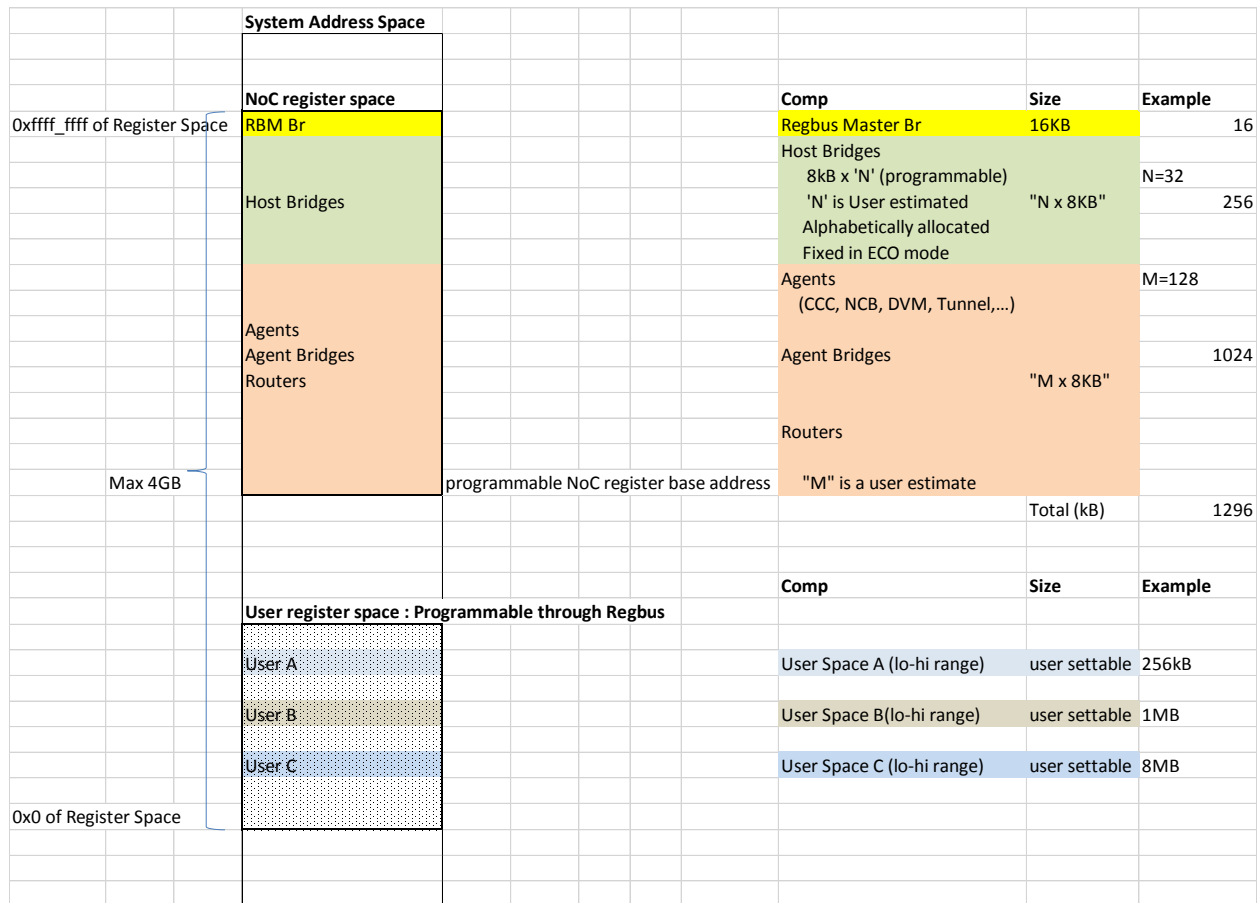 System Address Space
NoC register space
Comp Size Example
0xffff_ffff of Register Space RBM Br Regbus Master Br 16KB 16
Host Bridges
8kB x 'N' (programmable) N=32
Host Bridges 'N' is User estimated "N x 8KB" 256
Alphabetically allocated
Fixed in ECO mode
Agents M=128
(CCC, NCB, DVM, Tunnel,...)
Agents
Agent Bridges Agent Bridges 1024
Routers "M x 8KB"
Routers
Max 4GB programmable NoC register base address "M" is a user estimate
Total (kB) 1296
Comp Size Example
User register space : Programmable through Regbus
User A User Space A (lo-hi range) user settable 256kB
User B User Space B(lo-hi range) user settable 1MB
User C User Space C (lo-hi range) user settable 8MB
0x0 of Register Space